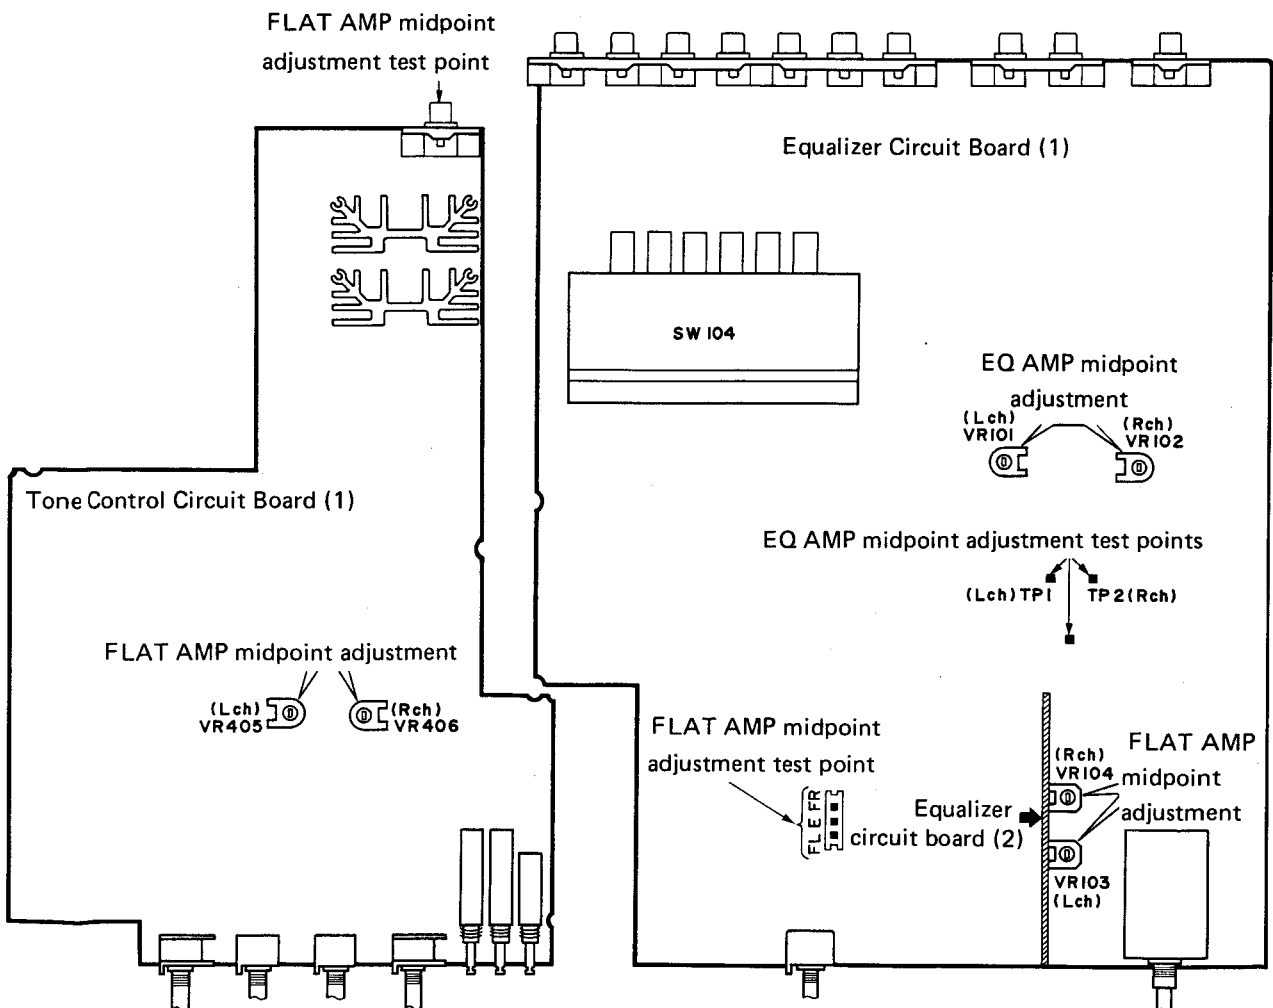 FLAT AMP midpoint
adjustment test point
Equalizer Circuit Board (1)
SW 104
EQ AMP midpoint
adjustment
(Lch)
VR101
(Rch)
VR102
Tone Control Circuit Board (1)
EQ AMP midpoint adjustment test points
(Lch) TP1
TP2 (Rch)
FLAT AMP midpoint adjustment
(Lch)
VR405
(Rch)
VR406
FLAT AMP midpoint
adjustment test point
FL E FR
Equalizer
circuit board (2)
(Rch)
VR104
FLAT AMP
midpoint
adjustment
VR103
(Lch)